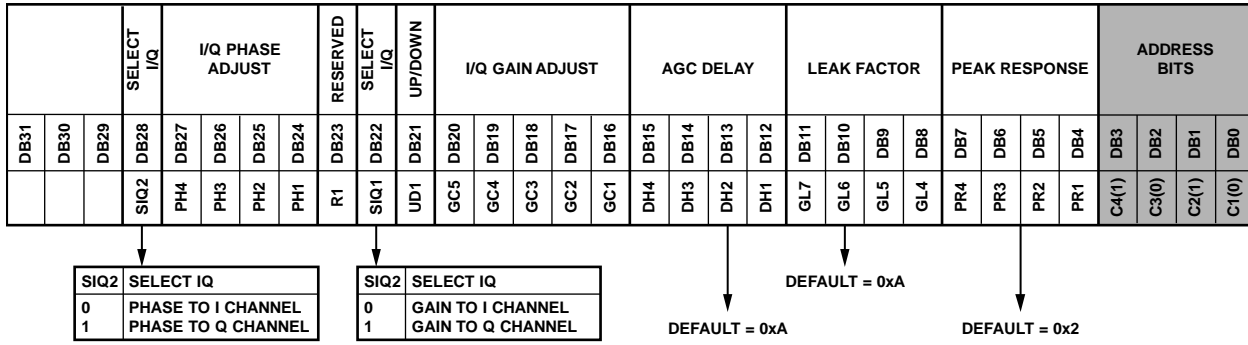 SELECT I/Q
I/Q PHASE ADJUST
RESERVED
SELECT I/Q
UP/DOWN
I/Q GAIN ADJUST
AGC DELAY
LEAK FACTOR
PEAK RESPONSE
ADDRESS BITS
DB31 DB30 DB29 DB28 DB27 DB26 DB25 DB24 DB23 DB22 DB21 DB20 DB19 DB18 DB17 DB16 DB15 DB14 DB13 DB12 DB11 DB10 DB9 DB8 DB7 DB6 DB5 DB4 DB3 DB2 DB1 DB0
SIQ2 PH4 PH3 PH2 PH1 R1 SIQ1 UD1 GC5 GC4 GC3 GC2 GC1 DH4 DH3 DH2 DH1 GL7 GL6 GL5 GL4 PR4 PR3 PR2 PR1 C4(1) C3(0) C2(1) C1(0)
SIQ2 SELECT IQ
0 PHASE TO I CHANNEL
1 PHASE TO Q CHANNEL
SIQ2 SELECT IQ
0 GAIN TO I CHANNEL
1 GAIN TO Q CHANNEL
DEFAULT = 0xA
DEFAULT = 0xA
DEFAULT = 0x2